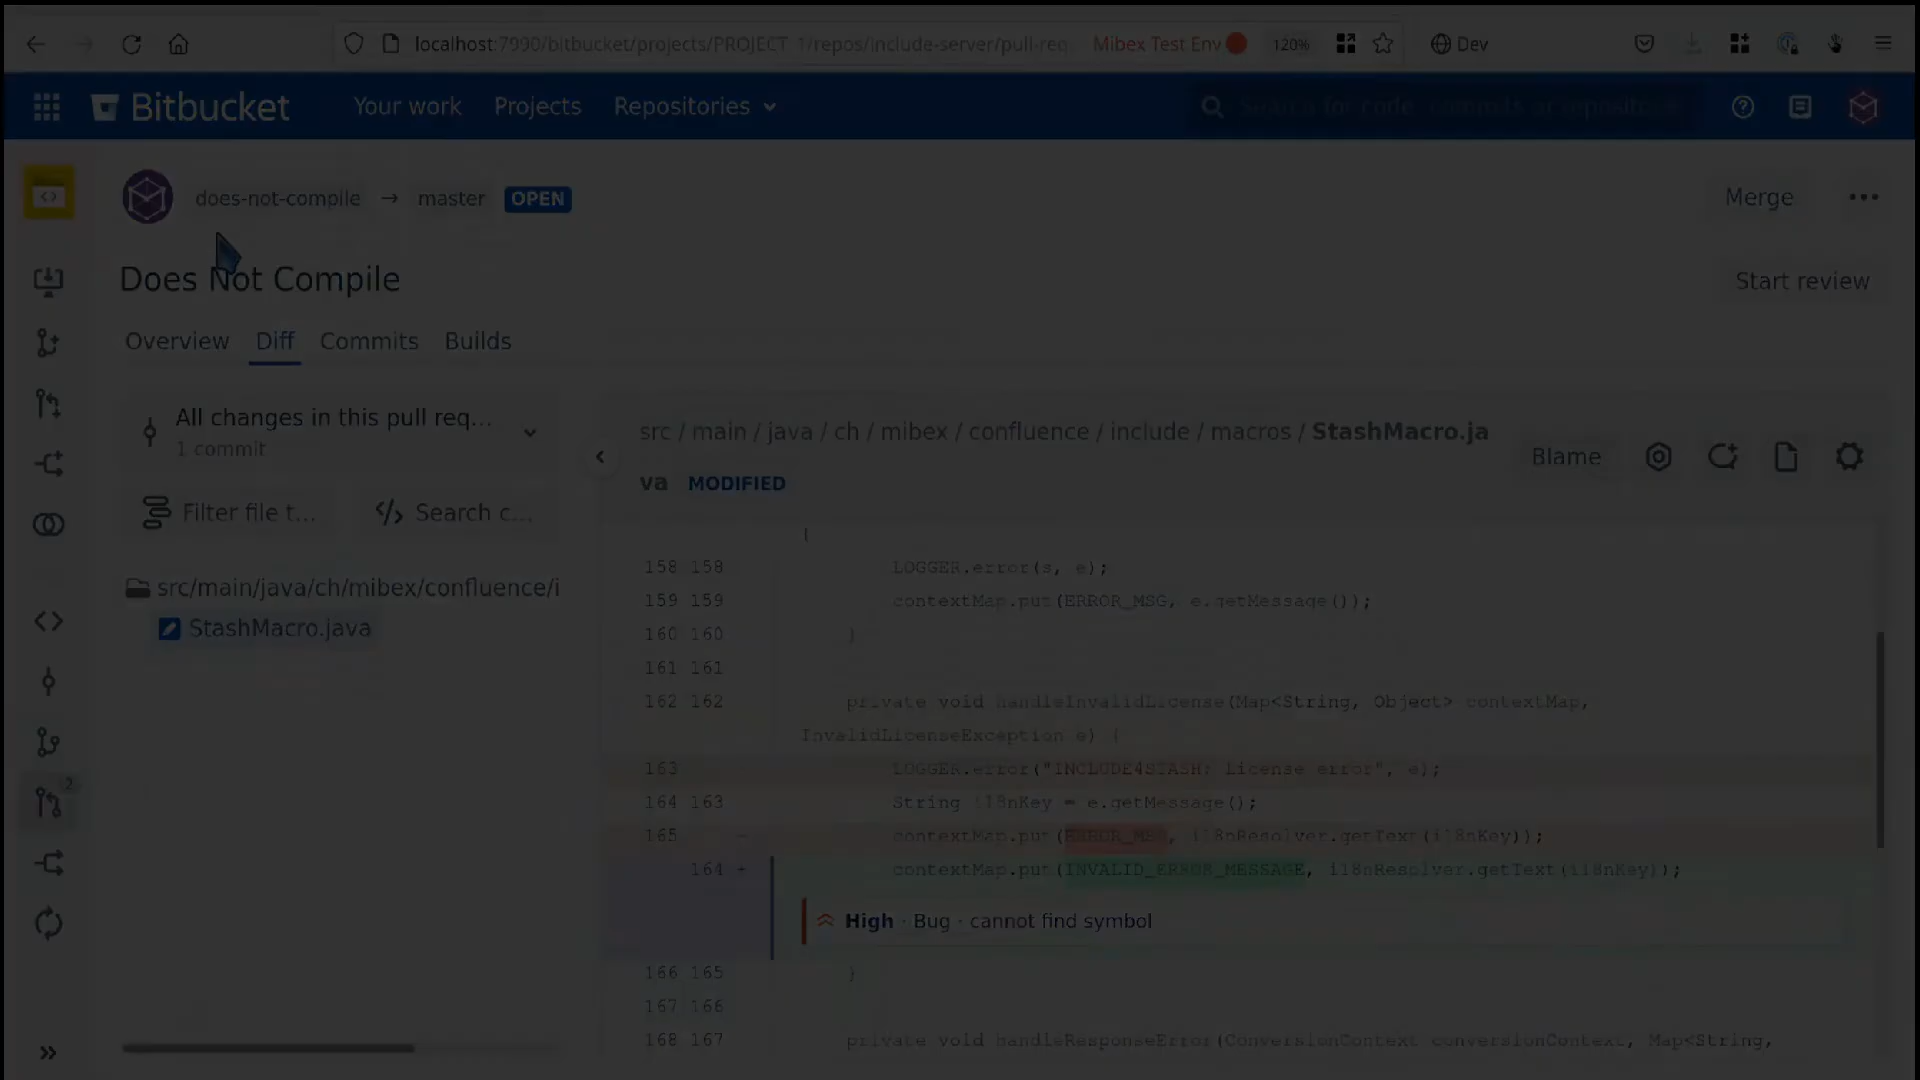 localhost:7990/bitbucket/projects/PROJECT_1/repos/include-server/pull-req Mibex Test Env 120% Dev
Bitbucket Your work Projects Repositories Search for code, commits or repositories
does-not-compile → master OPEN Merge
Does Not Compile Start review
Overview Diff Commits Builds
All changes in this pull req...
1 commit
Filter file t... Search c...
src/main/java/ch/mibex/confluence/i
StashMacro.java
2
src / main / java / ch / mibex / confluence / include / macros / StashMacro.ja
va MODIFIED
Blame
{
158 158 LOGGER.error(s, e);
159 159 contextMap.put(ERROR_MSG, e.getMessage());
160 160 }
161 161
162 162 private void handleInvalidLicense(Map<String, Object> contextMap,
InvalidLicenseException e) {
163 LOGGER.error("INCLUDE4STASH: License error", e);
164 163 String i18nKey = e.getMessage();
165 - contextMap.put(ERROR_MSG, i18nResolver.getText(i18nKey));
164 + contextMap.put(INVALID_ERROR_MESSAGE, i18nResolver.getText(i18nKey));
High · Bug · cannot find symbol
166 165 }
167 166
168 167 private void handleResponseError(ConversionContext conversionContext, Map<String,